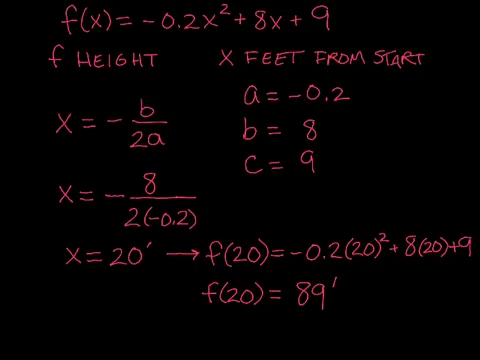 f(x) = -0.2x² + 8x + 9
f HEIGHT X FEET FROM START
a = -0.2
x = - b/2a
b = 8
c = 9
x = - 8/2(-0.2)
x = 20' → f(20) = -0.2(20)² + 8(20) + 9
f(20) = 89'